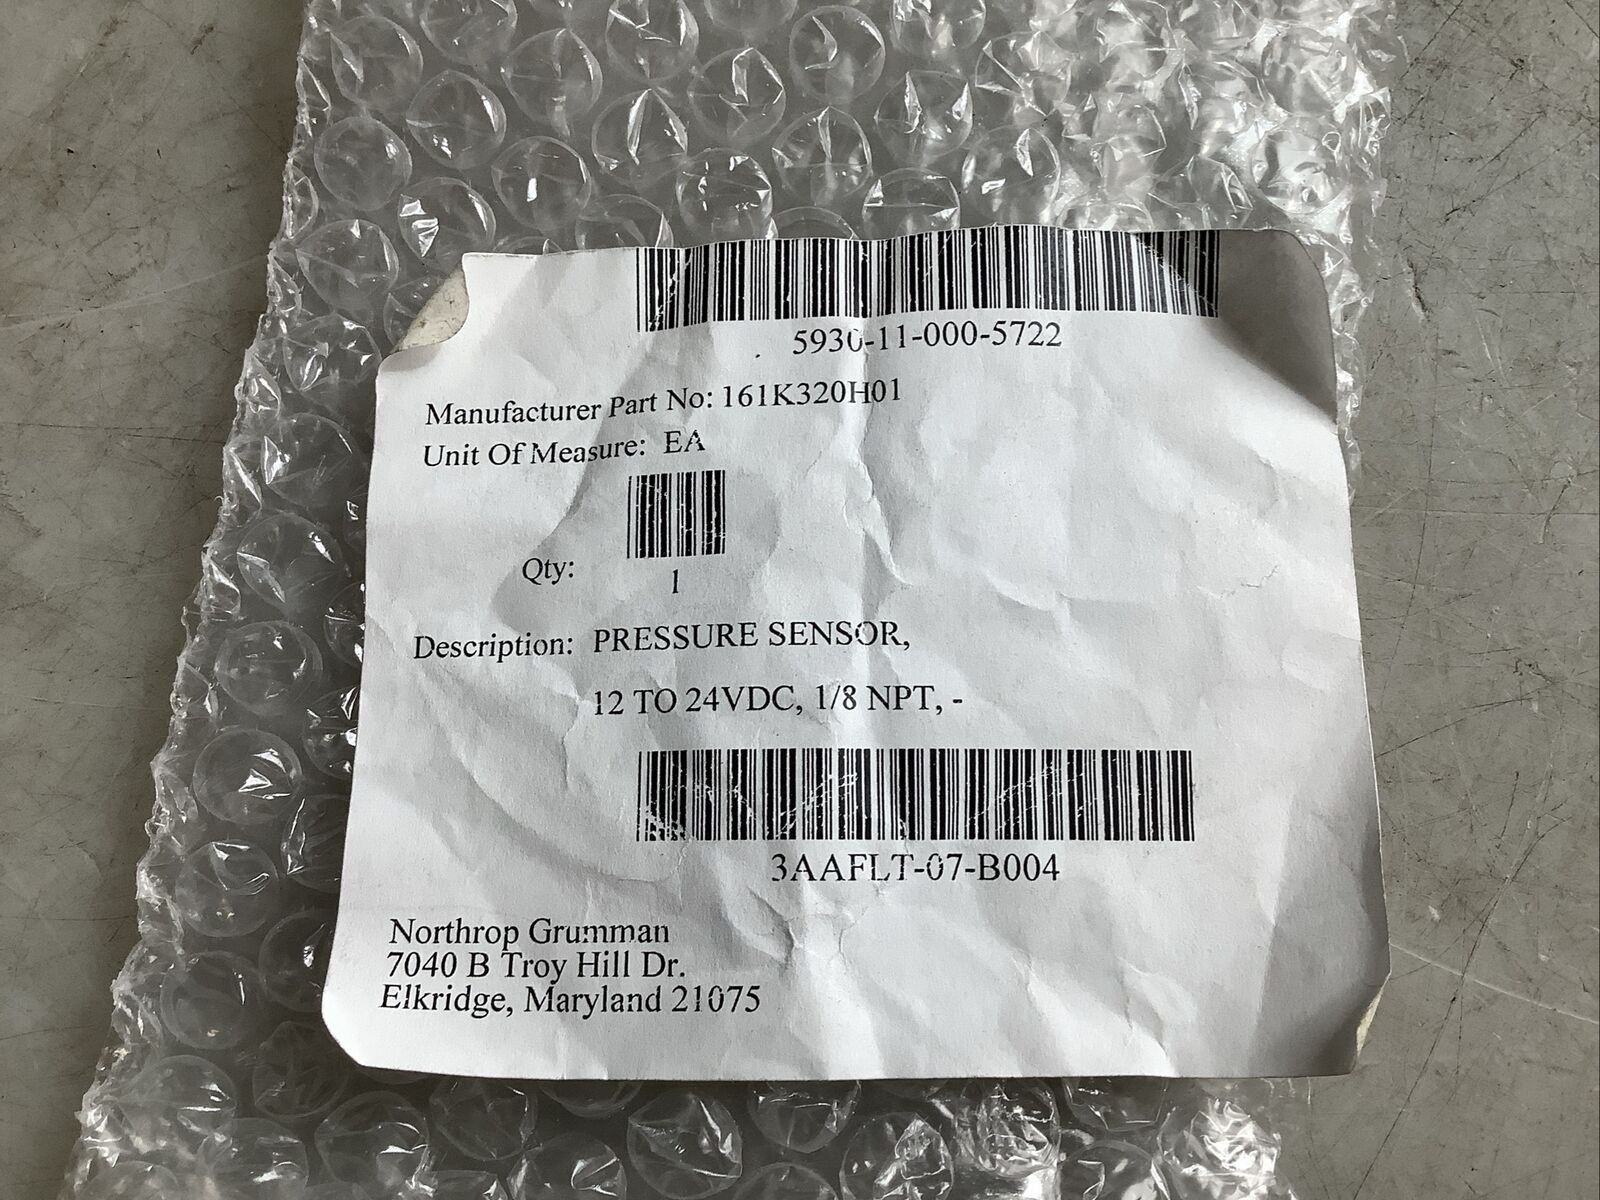 5930-11-000-5722
Manufacturer Part No: 161K320H01
Unit Of Measure: EA
Qty:
1
Description: PRESSURE SENSOR,
12 TO 24VDC, 1/8 NPT, -
3AAFLT-07-B004
Northrop Grumman
7040 B Troy Hill Dr.
Elkridge, Maryland 21075